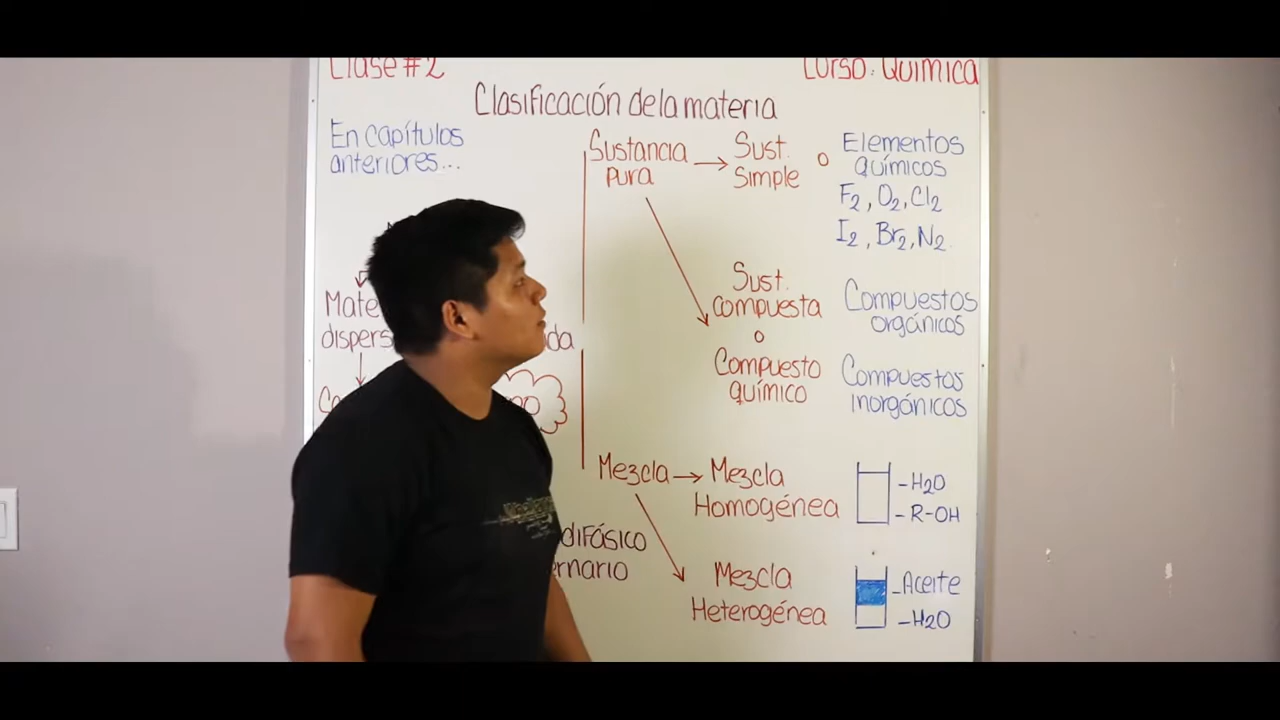 Clase #2
Curso: Química
Clasificación de la materia
En capítulos
anteriores...
Sustancia
pura
Sust.
Simple
o
Elementos
químicos
F2, O2, Cl2
I2, Br2, N2.
Sust.
compuesta
o
Compuesto
químico
Compuestos
orgánicos
Compuestos
inorgánicos
Mezcla
Mezcla
Homogénea
-H2O
-R-OH
Mezcla
Heterogénea
-Aceite
-H2O